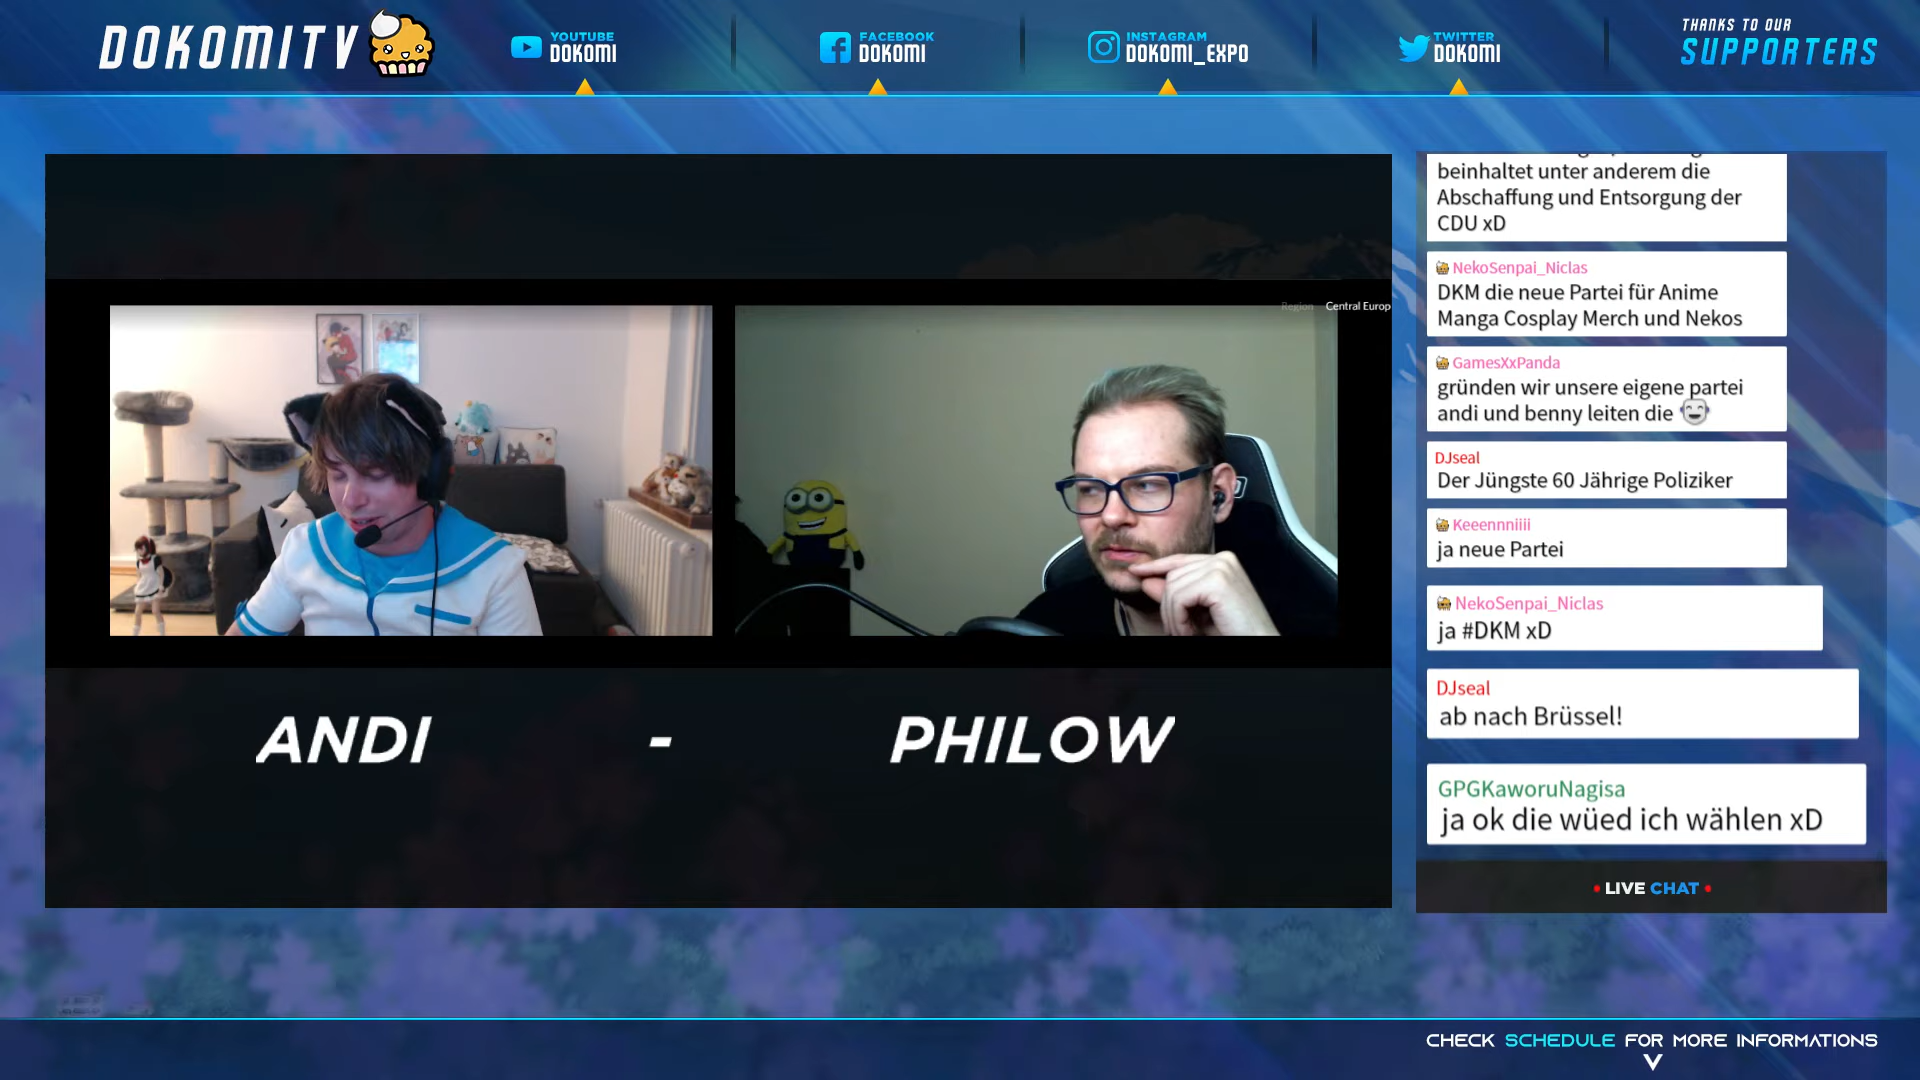 DOKOMITV
YOUTUBE
DOKOMI
FACEBOOK
DOKOMI
INSTAGRAM
DOKOMI_EXPO
TWITTER
DOKOMI
THANKS TO OUR
SUPPORTERS
Region Central Europ
ANDI - PHILOW
beinhaltet unter anderem die
Abschaffung und Entsorgung der
CDU xD
NekoSenpai_Niclas
DKM die neue Partei für Anime
Manga Cosplay Merch und Nekos
GamesXxPanda
gründen wir unsere eigene partei
andi und benny leiten die
DJseal
Der Jüngste 60 Jährige Poliziker
Keeennniiii
ja neue Partei
NekoSenpai_Niclas
ja #DKM xD
DJseal
ab nach Brüssel!
GPGKaworuNagisa
ja ok die wüed ich wählen xD
• LIVE CHAT •
CHECK SCHEDULE FOR MORE INFORMATIONS